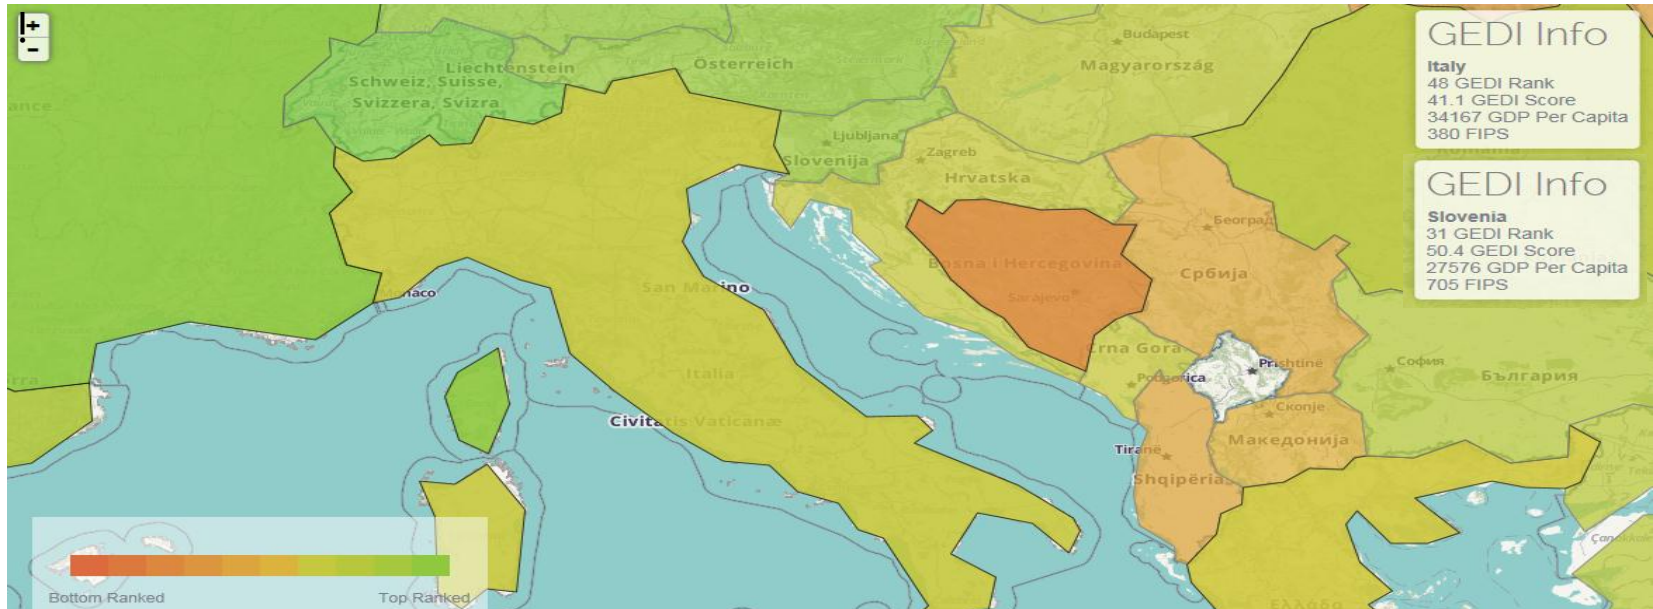 +
-
GEDI Info
Italy
48 GEDI Rank
41.1 GEDI Score
34167 GDP Per Capita
380 FIPS
GEDI Info
Slovenia
31 GEDI Rank
50.4 GEDI Score
27576 GDP Per Capita
705 FIPS
Budapest
Magyarország
Liechtenstein
Österreich
Schweiz, Suisse,
Svizzera, Svizra
Ljubljana
Slovenija
Zagreb
Hrvatska
Београд
Bosna i Hercegovina
Sarajevo
Србија
San Marino
Monaco
Crna Gora
Podgorica
Prishtinë
София
България
Italia
Civitatis Vaticanæ
Скопје
Македонија
Tiranë
Shqipëria
Çanakkale
Ελλάδα
Bottom Ranked
Top Ranked